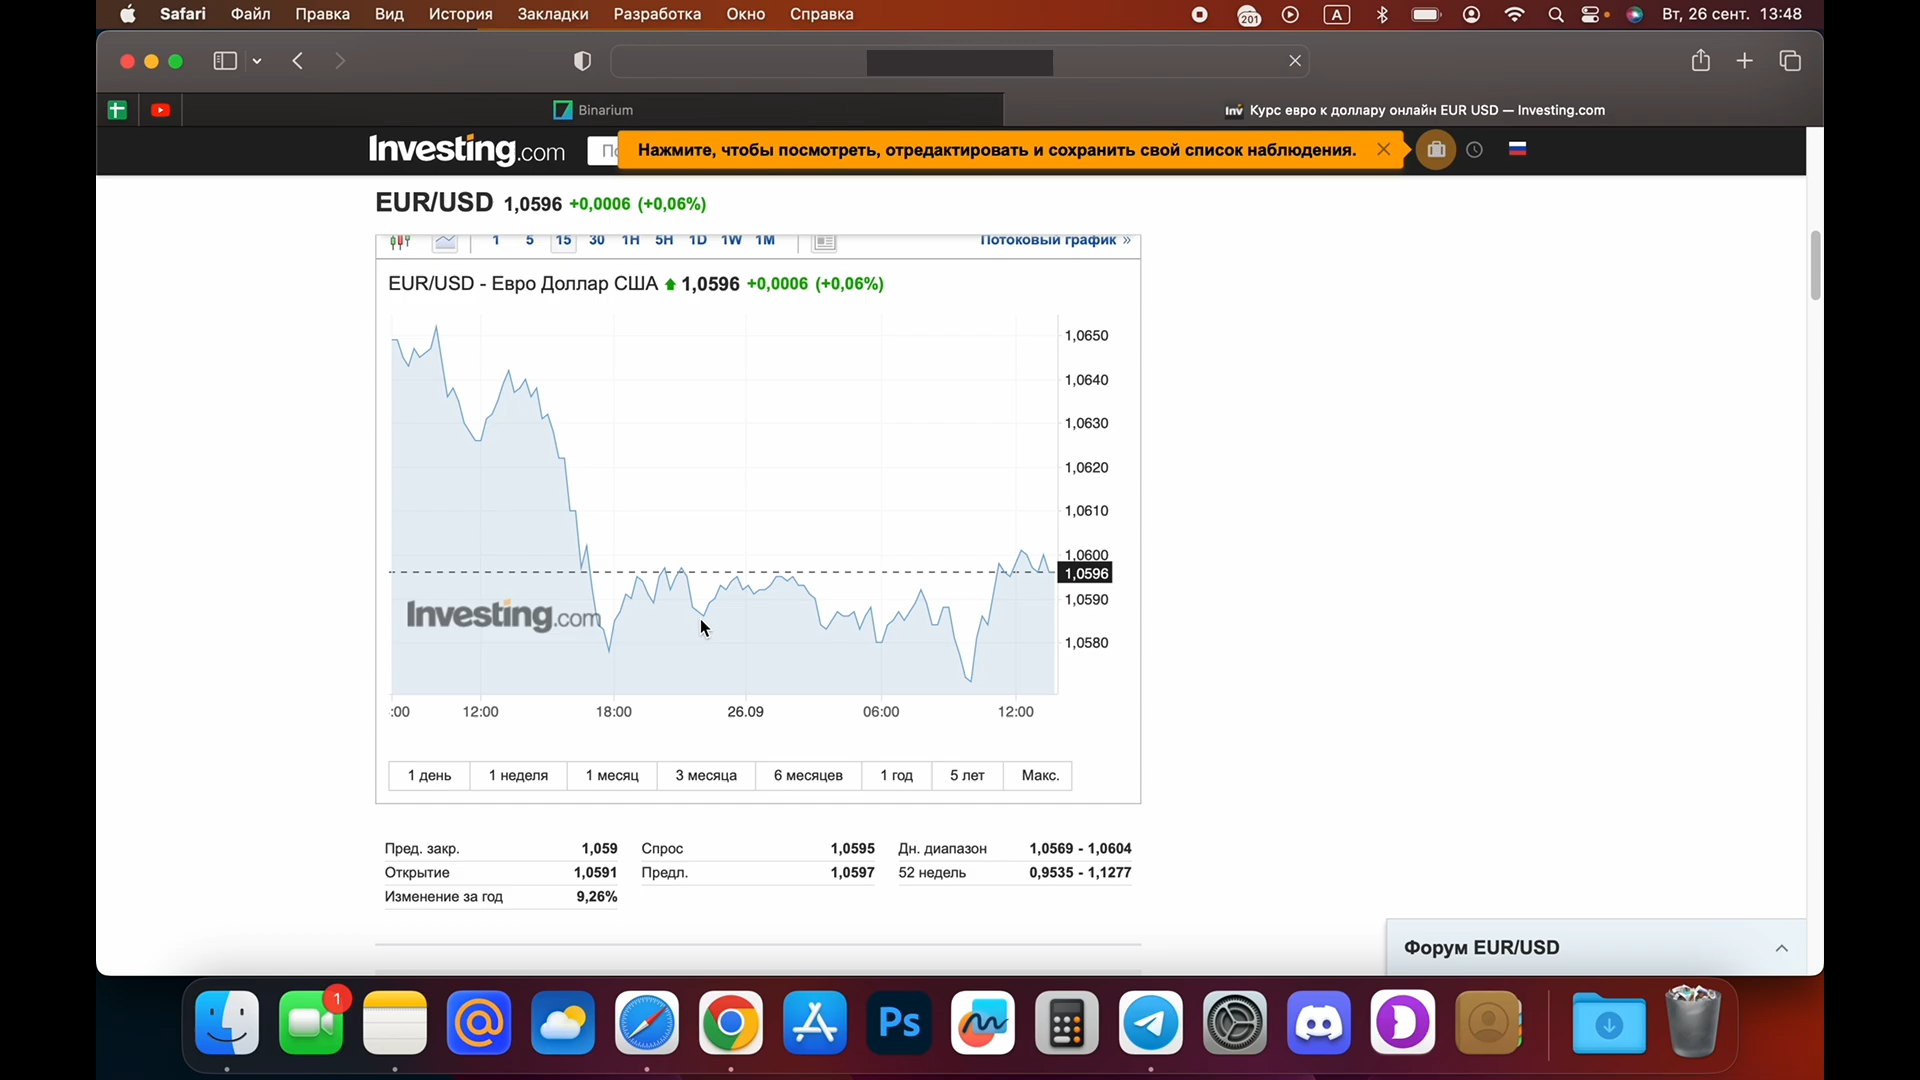 Safari Файл Правка Вид История Закладки Разработка Окно Справка 201 A Вт, 26 сент. 13:48
Binarium
Inv Курс евро к доллару онлайн EUR USD — Investing.com
Investing.com
Нажмите, чтобы посмотреть, отредактировать и сохранить свой список наблюдения.
EUR/USD 1,0596 +0,0006 (+0,06%)
1 5 15 30 1H 5H 1D 1W 1M Потоковый график »
EUR/USD - Евро Доллар США 1,0596 +0,0006 (+0,06%)
1,0650
1,0640
1,0630
1,0620
1,0610
1,0600
1,0596
1,0590
1,0580
Investing.com
:00 12:00 18:00 26.09 06:00 12:00
1 день 1 неделя 1 месяц 3 месяца 6 месяцев 1 год 5 лет Макс.
Пред. закр. 1,059 Спрос 1,0595 Дн. диапазон 1,0569 - 1,0604
Открытие 1,0591 Предл. 1,0597 52 недель 0,9535 - 1,1277
Изменение за год 9,26%
Форум EUR/USD
1
Ps